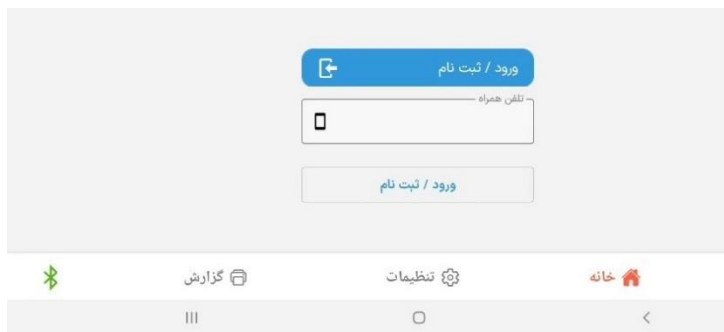 ورود / ثبت نام
تلفن همراه
ورود / ثبت نام
خانه تنظیمات گزارش